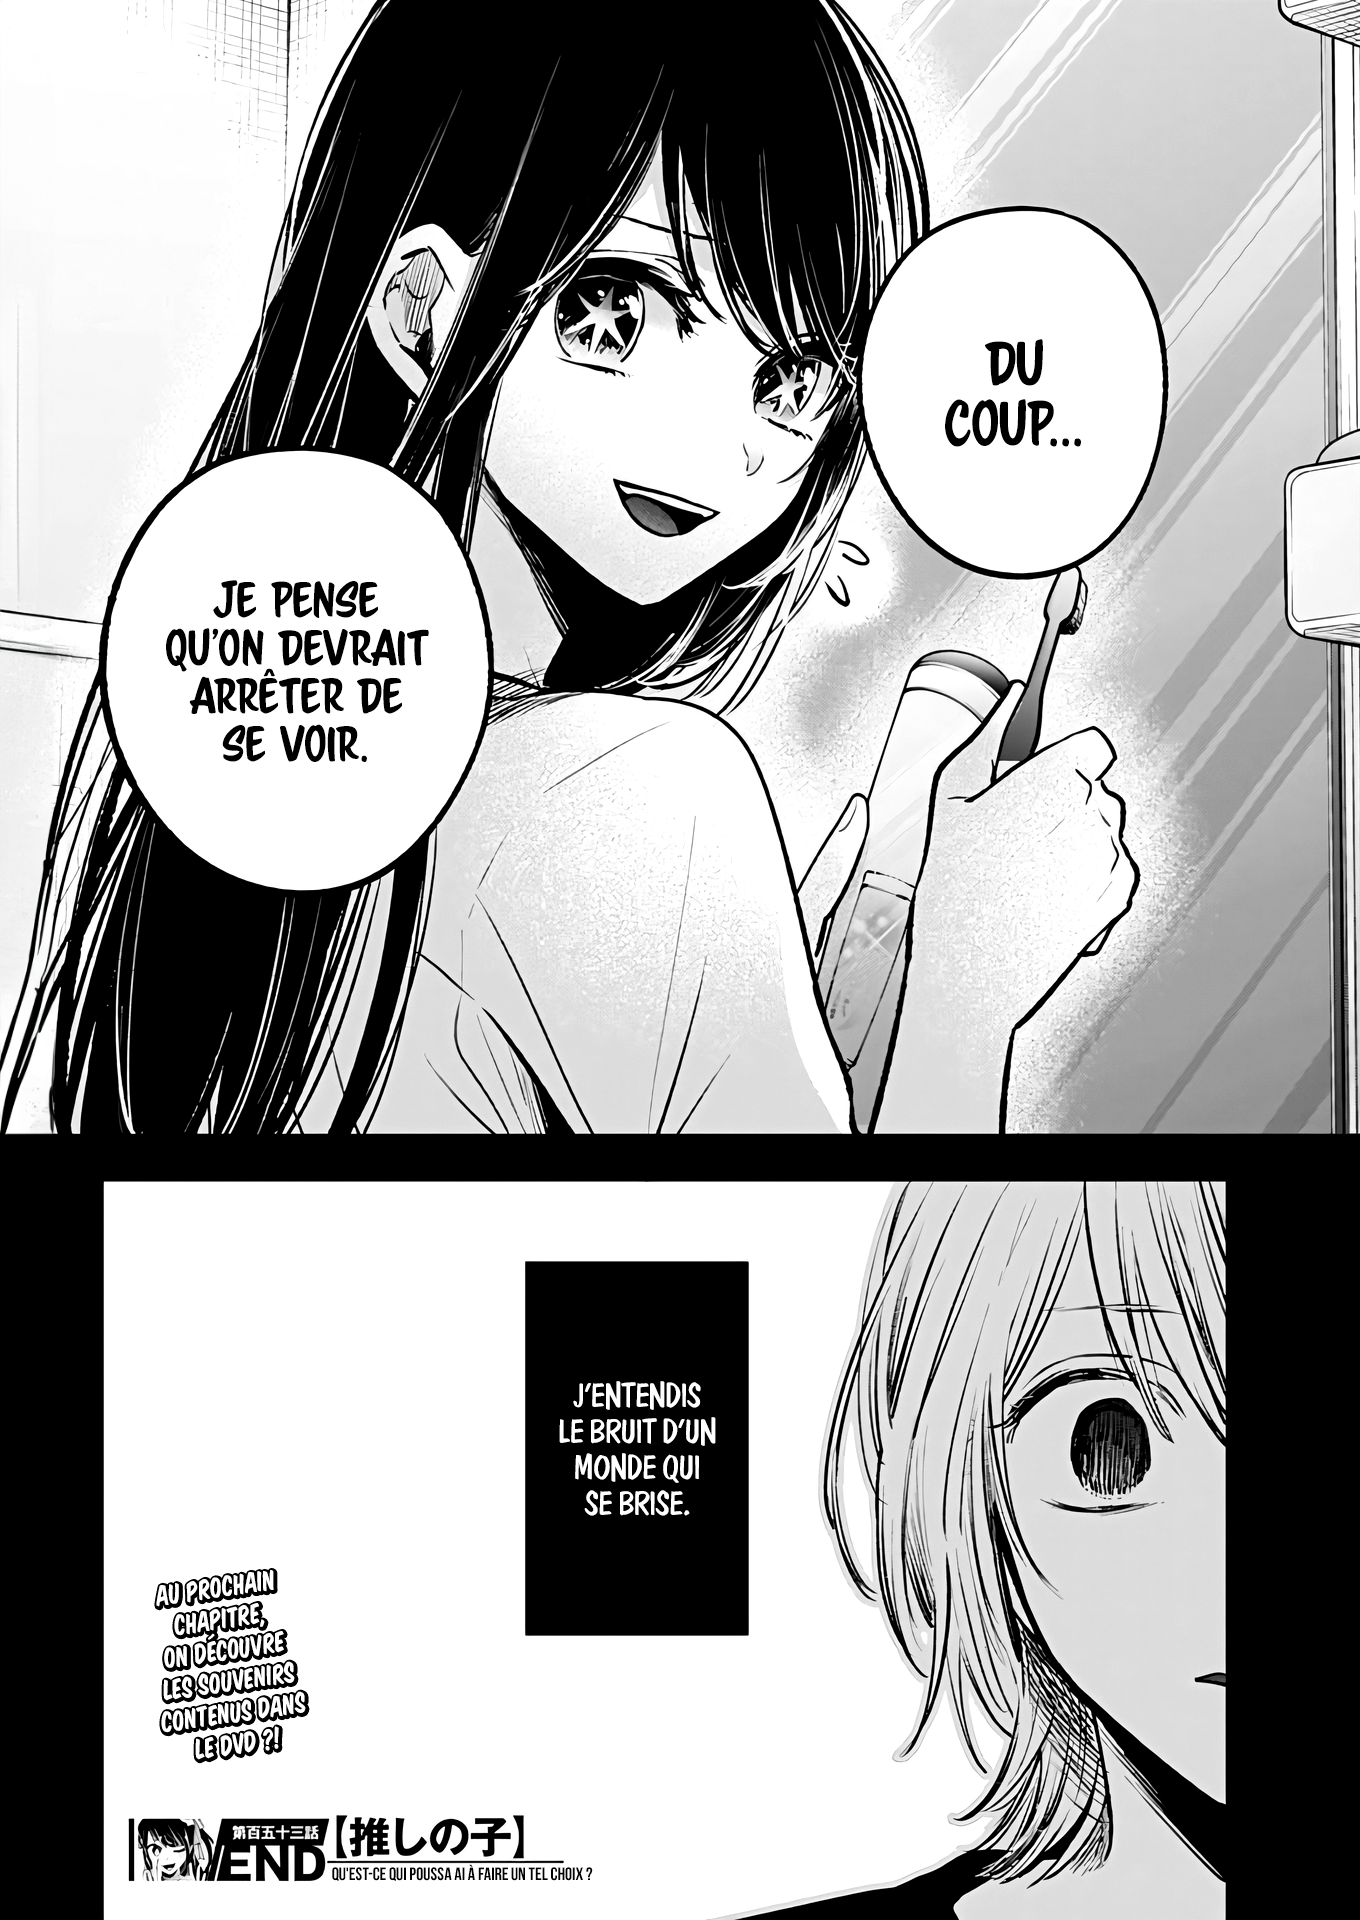 DU
COUP...
JE PENSE
QU'ON DEVRAIT
ARRÊTER DE
SE VOIR.
J'ENTENDIS
LE BRUIT D'UN
MONDE QUI
SE BRISE.
AU PROCHAIN
CHAPITRE,
ON DÉCOUVRE
LES SOUVENIRS
CONTENUS DANS
LE DVD ?!
第百五十三話
END
【推しの子】
QU'EST-CE QUI POUSSA AI À FAIRE UN TEL CHOIX ?